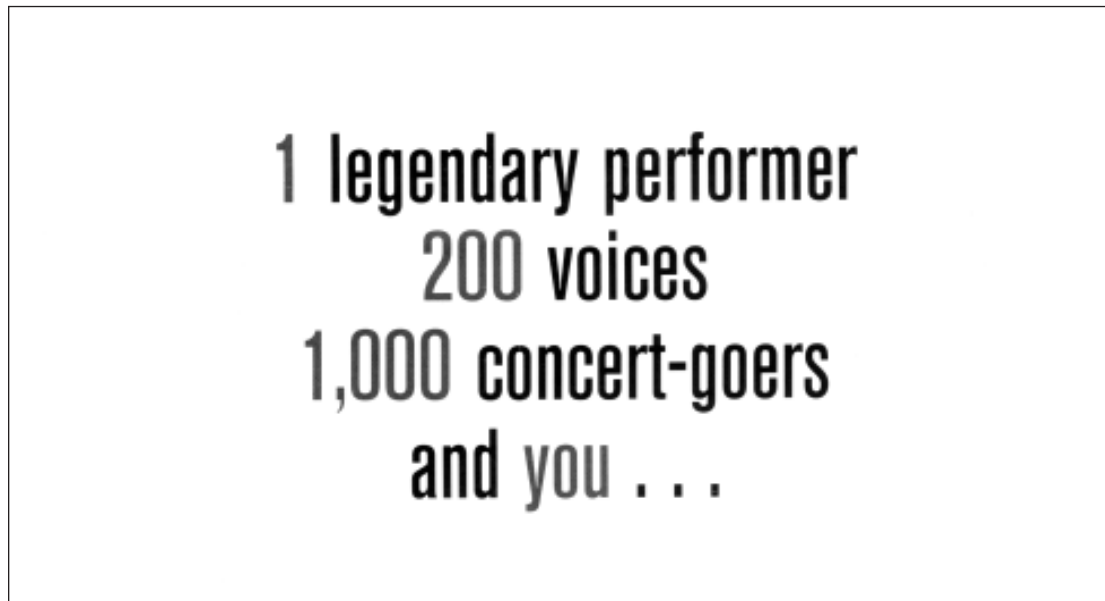 1 legendary performer
200 voices
1,000 concert-goers
and you . . .